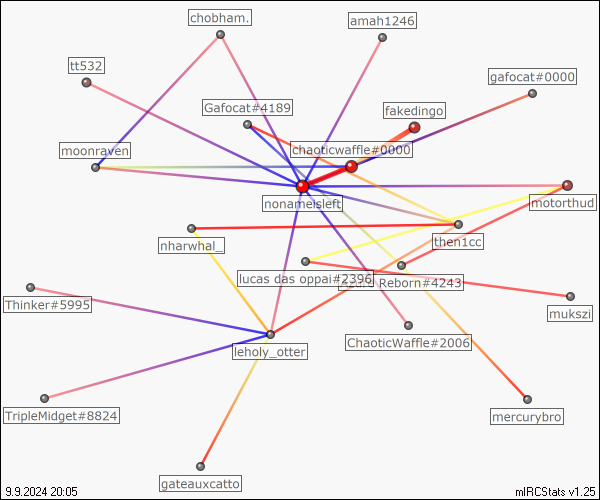 chobham.
amah1246
tt532
gafocat#0000
Gafocat#4189
fakedingo
moonraven
chaoticwaffle#0000
nonameisleft
motorthud
nharwhal_
then1cc
lucas das oppai#2396
Reborn#4243
Thinker#5995
mukszi
leholy_otter
ChaoticWaffle#2006
TripleMidget#8824
mercurybro
gateauxcatto
9.9.2024 20:05
mIRCStats v1.25